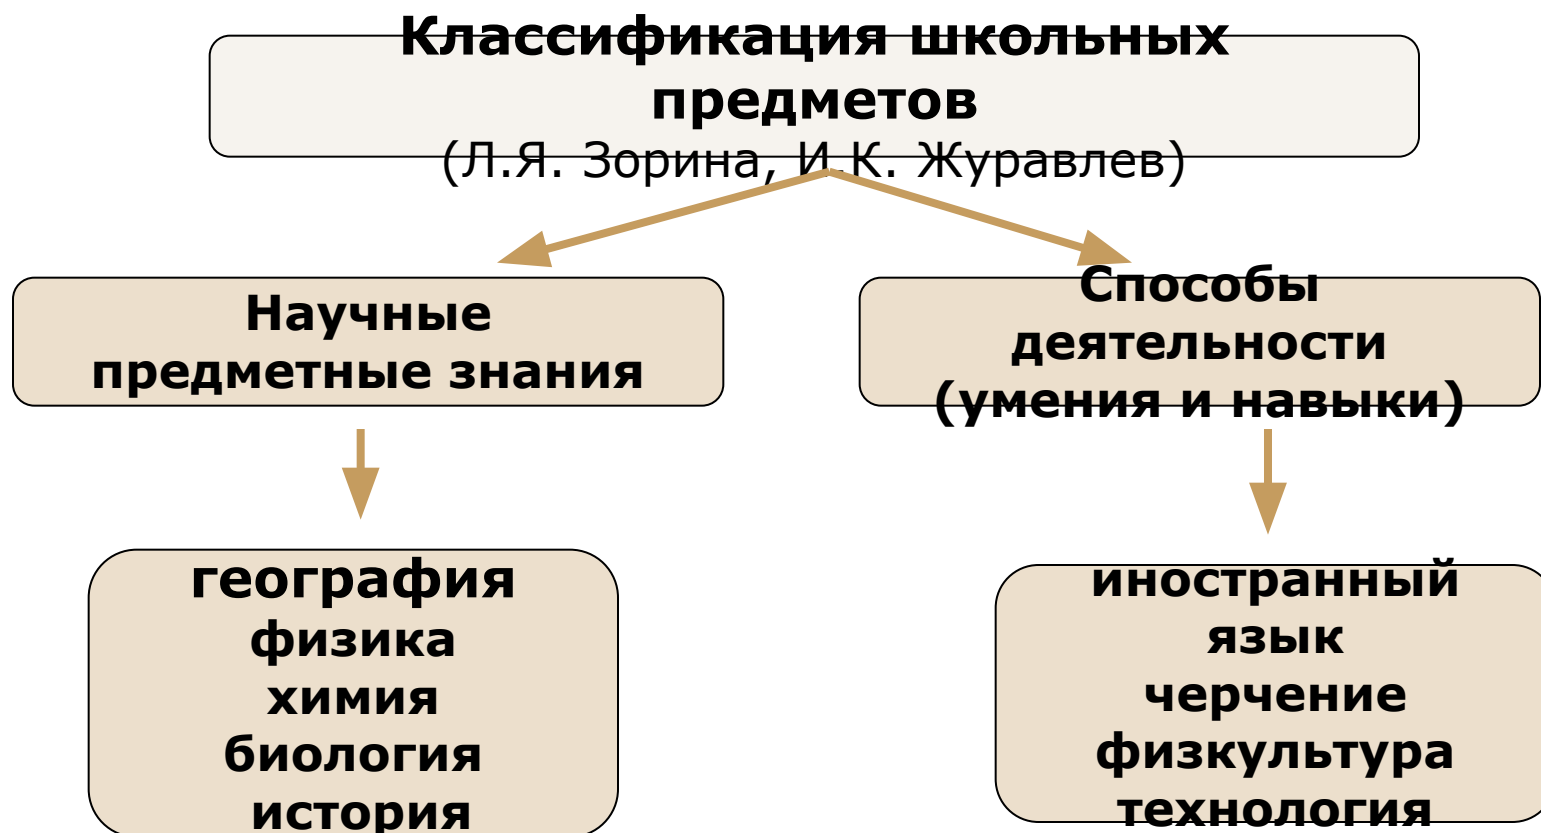 Классификация школьных
предметов
(Л.Я. Зорина, И.К. Журавлев)
Научные
предметные знания
Способы
деятельности
(умения и навыки)
география
физика
химия
биология
история
иностранный
язык
черчение
физкультура
технология